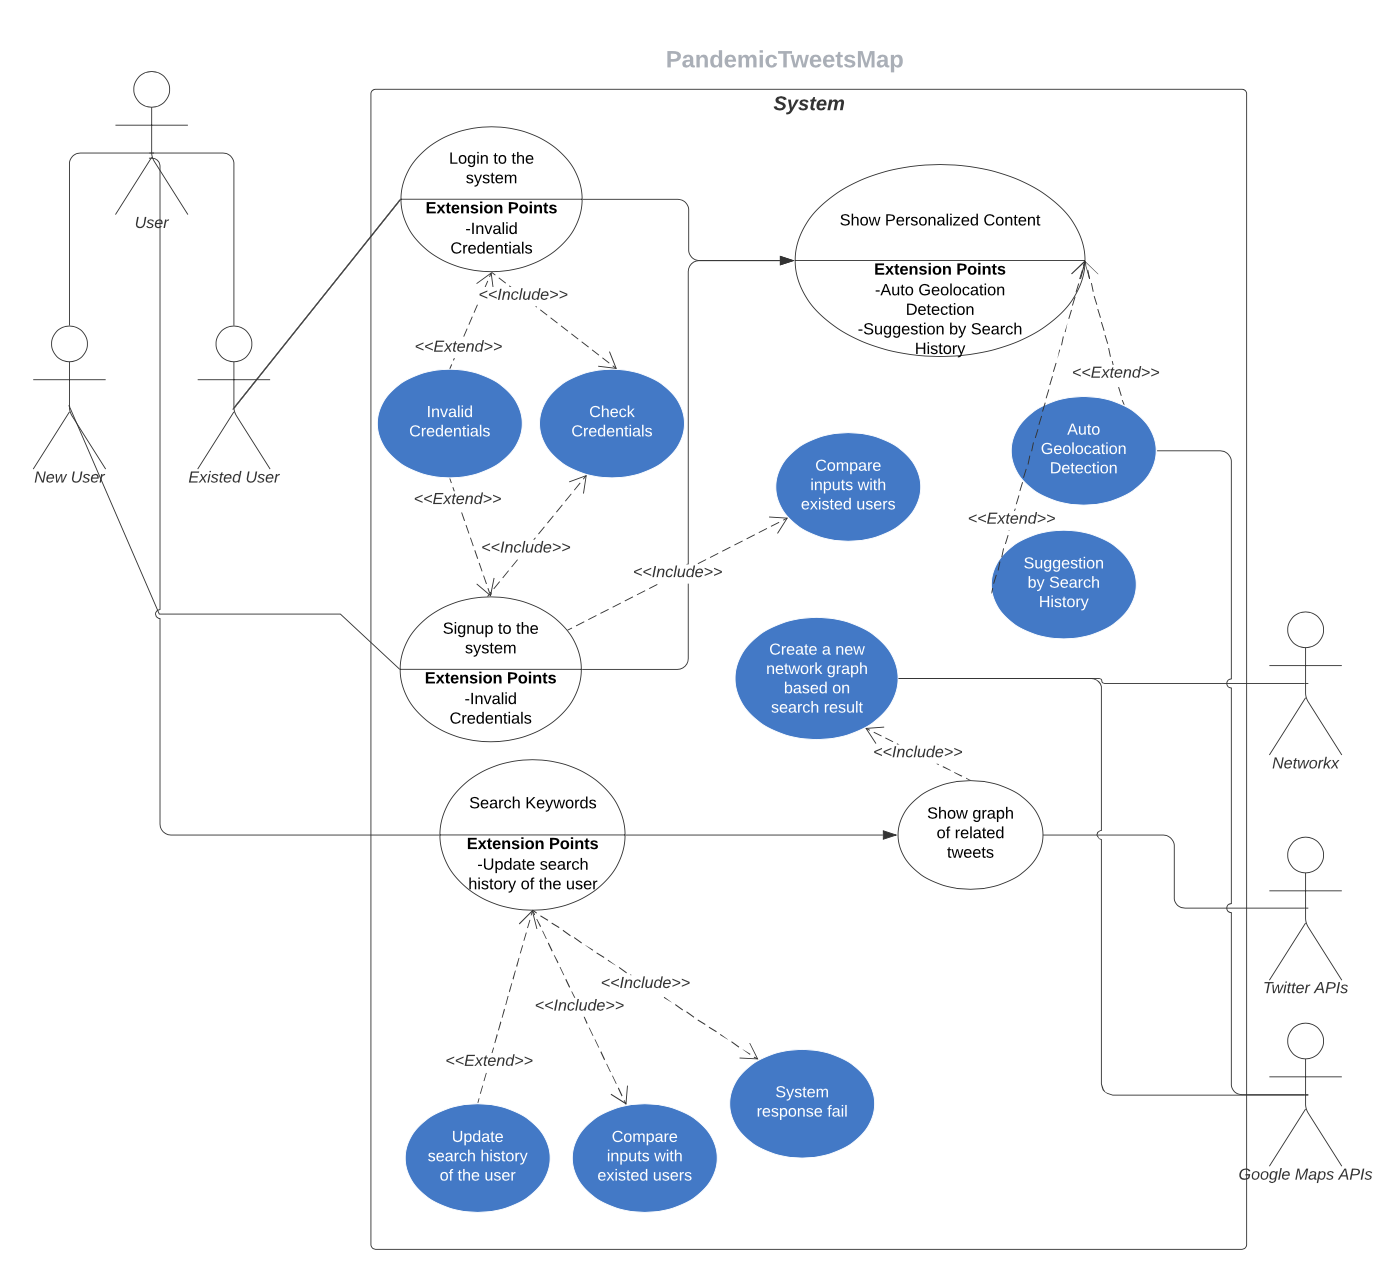 PandemicTweetsMap
System
User
New User
Existed User
Login to the
system
Extension Points
-Invalid
Credentials
Show Personalized Content
Extension Points
-Auto Geolocation
Detection
-Suggestion by Search
History
<<Include>>
<<Extend>>
<<Extend>>
Invalid
Credentials
Check
Credentials
Auto
Geolocation
Detection
Compare
inputs with
existed users
<<Extend>>
<<Extend>>
<<Include>>
<<Include>>
Suggestion
by Search
History
Signup to the
system
Extension Points
-Invalid
Credentials
Create a new
network graph
based on
search result
<<Include>>
Networkx
Search Keywords
Extension Points
-Update search
history of the user
Show graph
of related
tweets
Twitter APIs
<<Include>>
<<Include>>
<<Extend>>
System
response fail
Update
search history
of the user
Compare
inputs with
existed users
Google Maps APIs